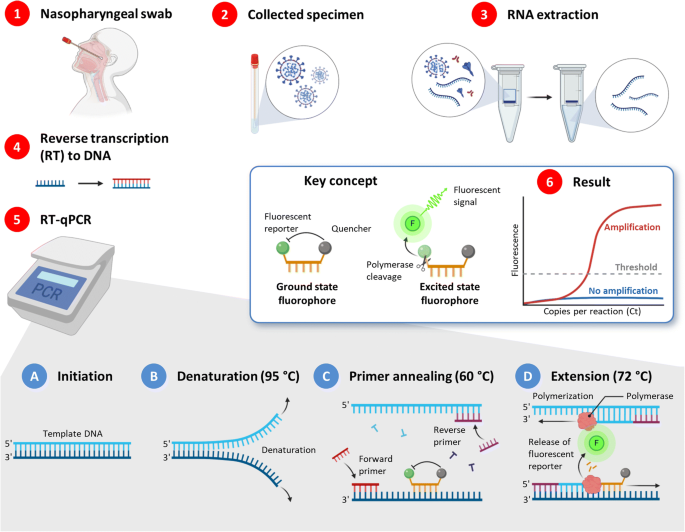 1 Nasopharyngeal swab
2 Collected specimen
3 RNA extraction
4 Reverse transcription
(RT) to DNA
5 RT-qPCR
PCR
Key concept
Fluorescent
reporter
Quencher
Ground state
fluorophore
Fluorescent
signal
F
Polymerase
cleavage
Excited state
fluorophore
6 Result
Fluorescence
Amplification
Threshold
No amplification
Copies per reaction (Ct)
A Initiation
Template DNA
5'
3'
B Denaturation (95 °C)
5'
3'
Denaturation
C Primer annealing (60 °C)
5'
Reverse
primer
Forward
primer
3'
D Extension (72 °C)
Polymerization
Polymerase
5'
Release of
fluorescent
reporter
F
3'